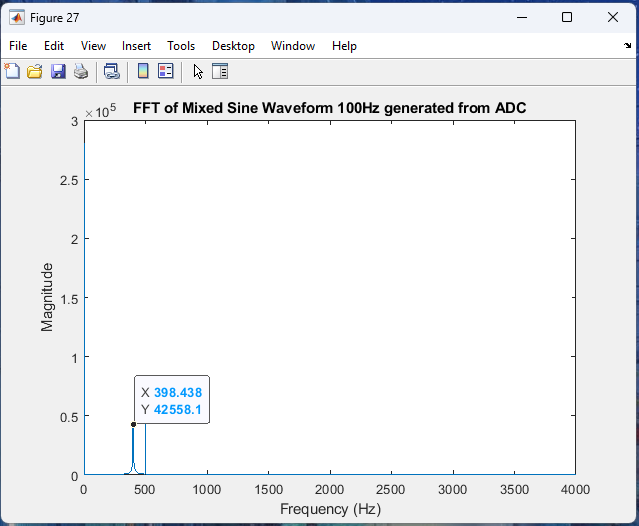 Figure 27
File Edit View Insert Tools Desktop Window Help
FFT of Mixed Sine Waveform 100Hz generated from ADC
×10⁵
3
2.5
2
1.5
1
0.5
0
Magnitude
X 398.438
Y 42558.1
0 500 1000 1500 2000 2500 3000 3500 4000
Frequency (Hz)